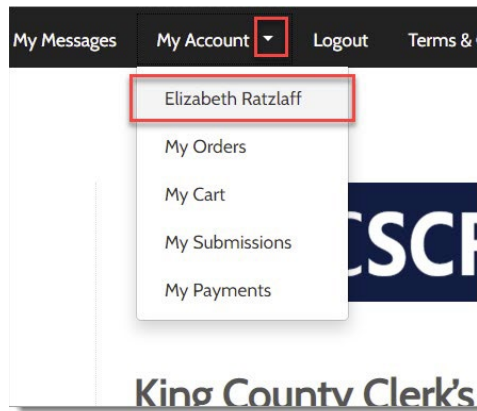 My Messages My Account Logout Terms &
Elizabeth Ratzlaff
My Orders
My Cart
My Submissions
My Payments
King County Clerk's